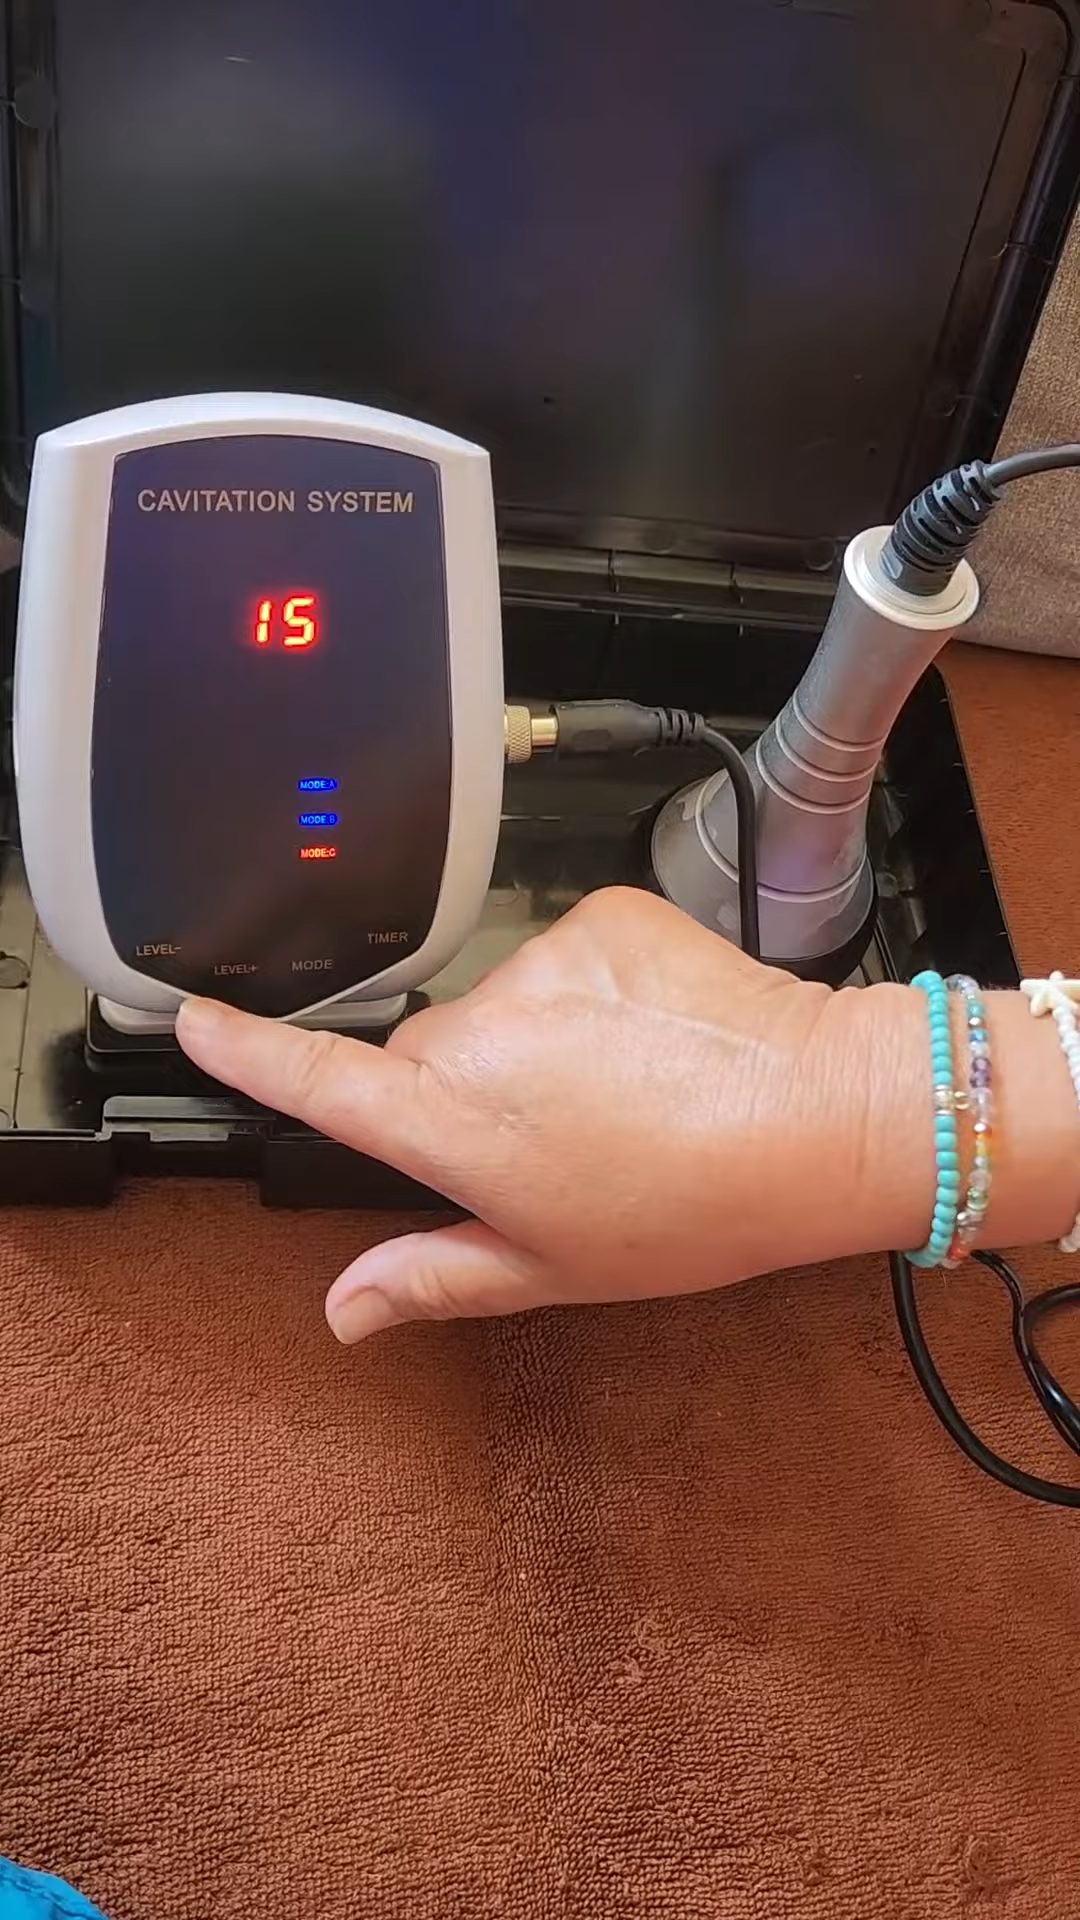 CAVITATION SYSTEM
15
MODE:A
MODE:B
MODE:C
LEVEL-
LEVEL+
MODE
TIMER